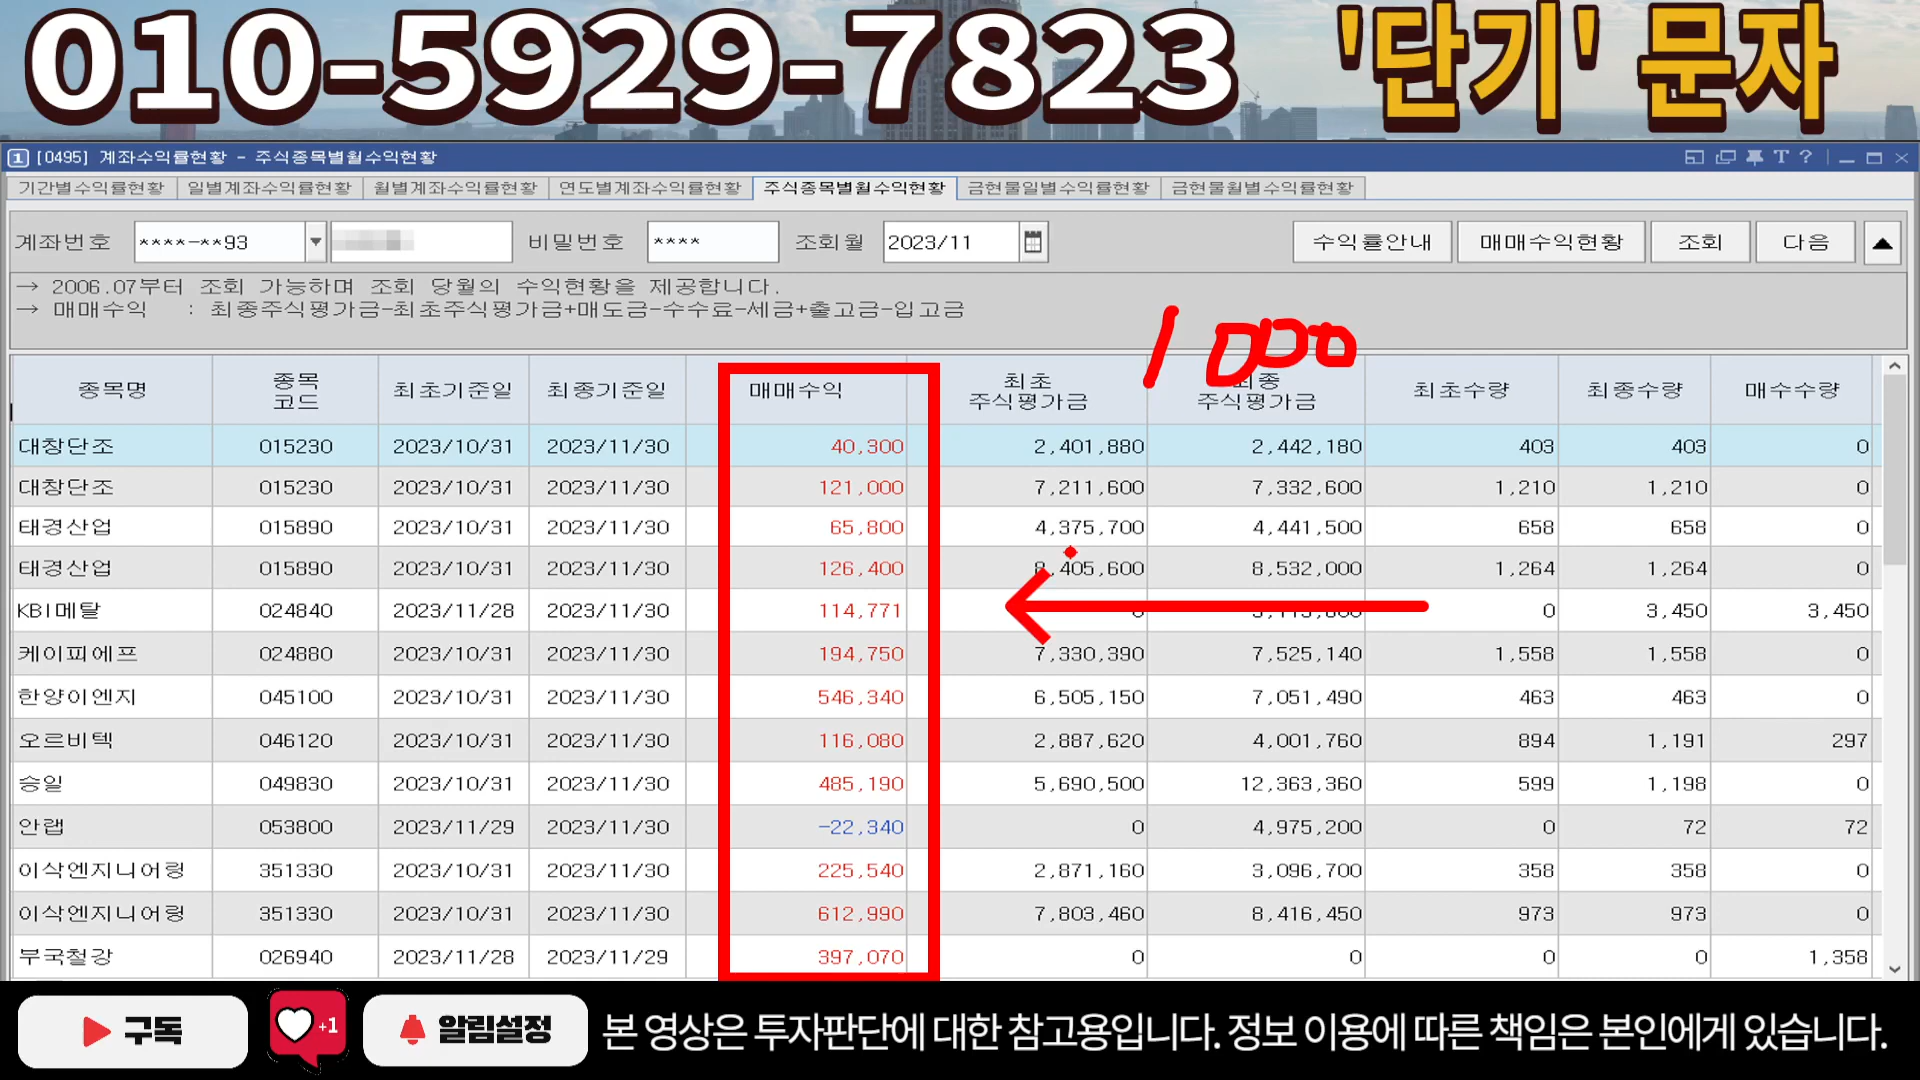 010-5929-7823 '단기' 문자
1 [0495] 계좌수익률현황 - 주식종목별월수익현황
기간별수익률현황 일별계좌수익률현황 월별계좌수익률현황 연도별계좌수익률현황 주식종목별월수익현황 금현물일별수익률현황 금현물월별수익률현황
계좌번호 ****-**93 비밀번호 **** 조회월 2023/11 수익률안내 매매수익현황 조회 다음
→ 2006.07부터 조회 가능하며 조회 당월의 수익현황을 제공합니다.
→ 매매수익 : 최종주식평가금-최초주식평가금+매도금-수수료-세금+출고금-입고금
1000
종목명 종목코드 최초기준일 최종기준일 매매수익 최초주식평가금 최종주식평가금 최초수량 최종수량 매수수량
대창단조 015230 2023/10/31 2023/11/30 40,300 2,401,880 2,442,180 403 403 0
대창단조 015230 2023/10/31 2023/11/30 121,000 7,211,600 7,332,600 1,210 1,210 0
태경산업 015890 2023/10/31 2023/11/30 65,800 4,375,700 4,441,500 658 658 0
태경산업 015890 2023/10/31 2023/11/30 126,400 8,405,600 8,532,000 1,264 1,264 0
KBI메탈 024840 2023/11/28 2023/11/30 114,771 0 0 3,450 3,450
케이피에프 024880 2023/10/31 2023/11/30 194,750 7,330,390 7,525,140 1,558 1,558 0
한양이엔지 045100 2023/10/31 2023/11/30 546,340 6,505,150 7,051,490 463 463 0
오르비텍 046120 2023/10/31 2023/11/30 116,080 2,887,620 4,001,760 894 1,191 297
승일 049830 2023/10/31 2023/11/30 485,190 5,690,500 12,363,360 599 1,198 0
안랩 053800 2023/11/29 2023/11/30 -22,340 0 4,975,200 0 72 72
이삭엔지니어링 351330 2023/10/31 2023/11/30 225,540 2,871,160 3,096,700 358 358 0
이삭엔지니어링 351330 2023/10/31 2023/11/30 612,990 7,803,460 8,416,450 973 973 0
부국철강 026940 2023/11/28 2023/11/29 397,070 0 0 0 0 1,358
구독 +1 알림설정 본 영상은 투자판단에 대한 참고용입니다. 정보 이용에 따른 책임은 본인에게 있습니다.